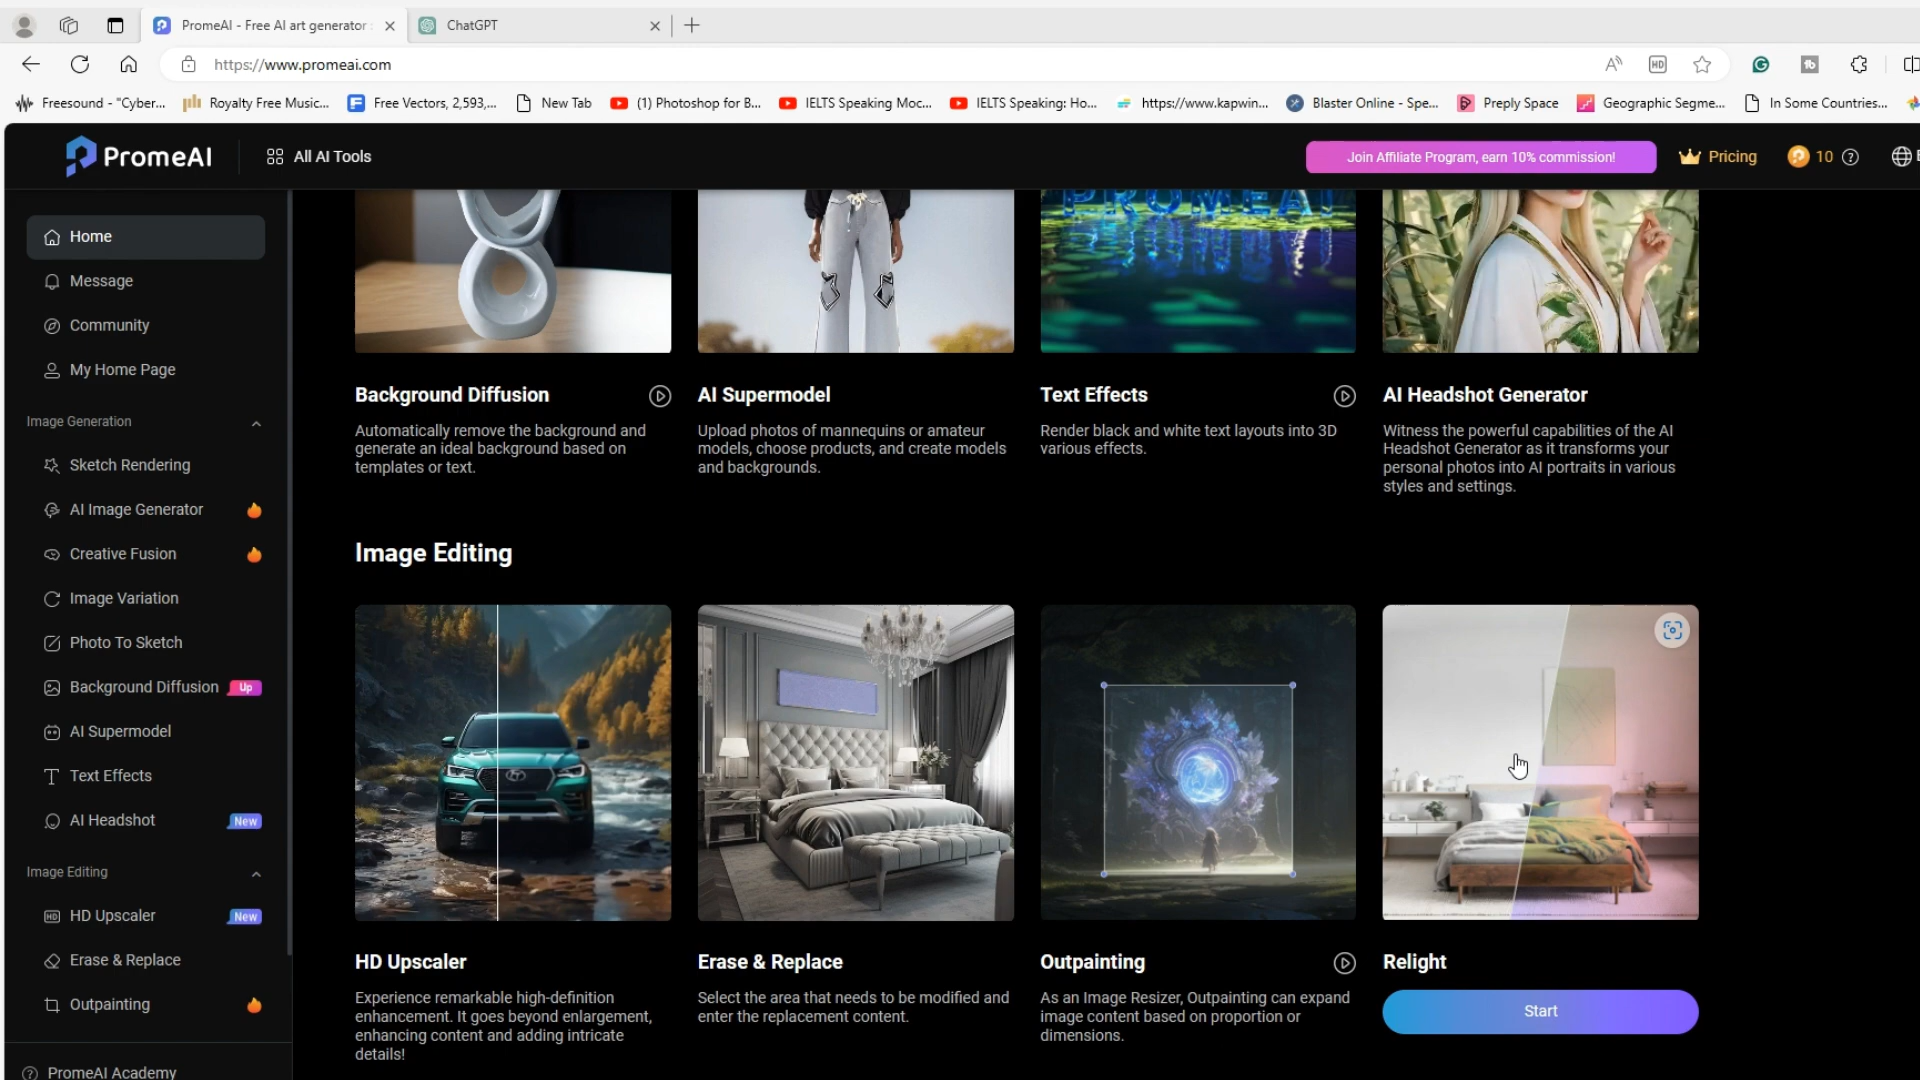 PromeAI - Free AI art generator
ChatGPT
https://www.promeai.com
Freesound - "Cyber...
Royalty Free Music...
Free Vectors, 2,593,...
New Tab
(1) Photoshop for B...
IELTS Speaking Moc...
IELTS Speaking: Ho...
https://www.kapwin...
Blaster Online - Spe...
Preply Space
Geographic Segme...
In Some Countries...
PromeAI
All AI Tools
Join Affiliate Program, earn 10% commission!
Pricing
10
Home
Message
Community
My Home Page
Image Generation
Sketch Rendering
AI Image Generator
Creative Fusion
Image Variation
Photo To Sketch
Background Diffusion Up
AI Supermodel
Text Effects
AI Headshot New
Image Editing
HD Upscaler New
Erase & Replace
Outpainting
PromeAI Academy
PROMEAI
Background Diffusion
Automatically remove the background and
generate an ideal background based on
templates or text.
AI Supermodel
Upload photos of mannequins or amateur
models, choose products, and create models
and backgrounds.
Text Effects
Render black and white text layouts into 3D
various effects.
AI Headshot Generator
Witness the powerful capabilities of the AI
Headshot Generator as it transforms your
personal photos into AI portraits in various
styles and settings.
Image Editing
HD Upscaler
Experience remarkable high-definition
enhancement. It goes beyond enlargement,
enhancing content and adding intricate
details!
Erase & Replace
Select the area that needs to be modified and
enter the replacement content.
Outpainting
As an Image Resizer, Outpainting can expand
image content based on proportion or
dimensions.
Relight
Start